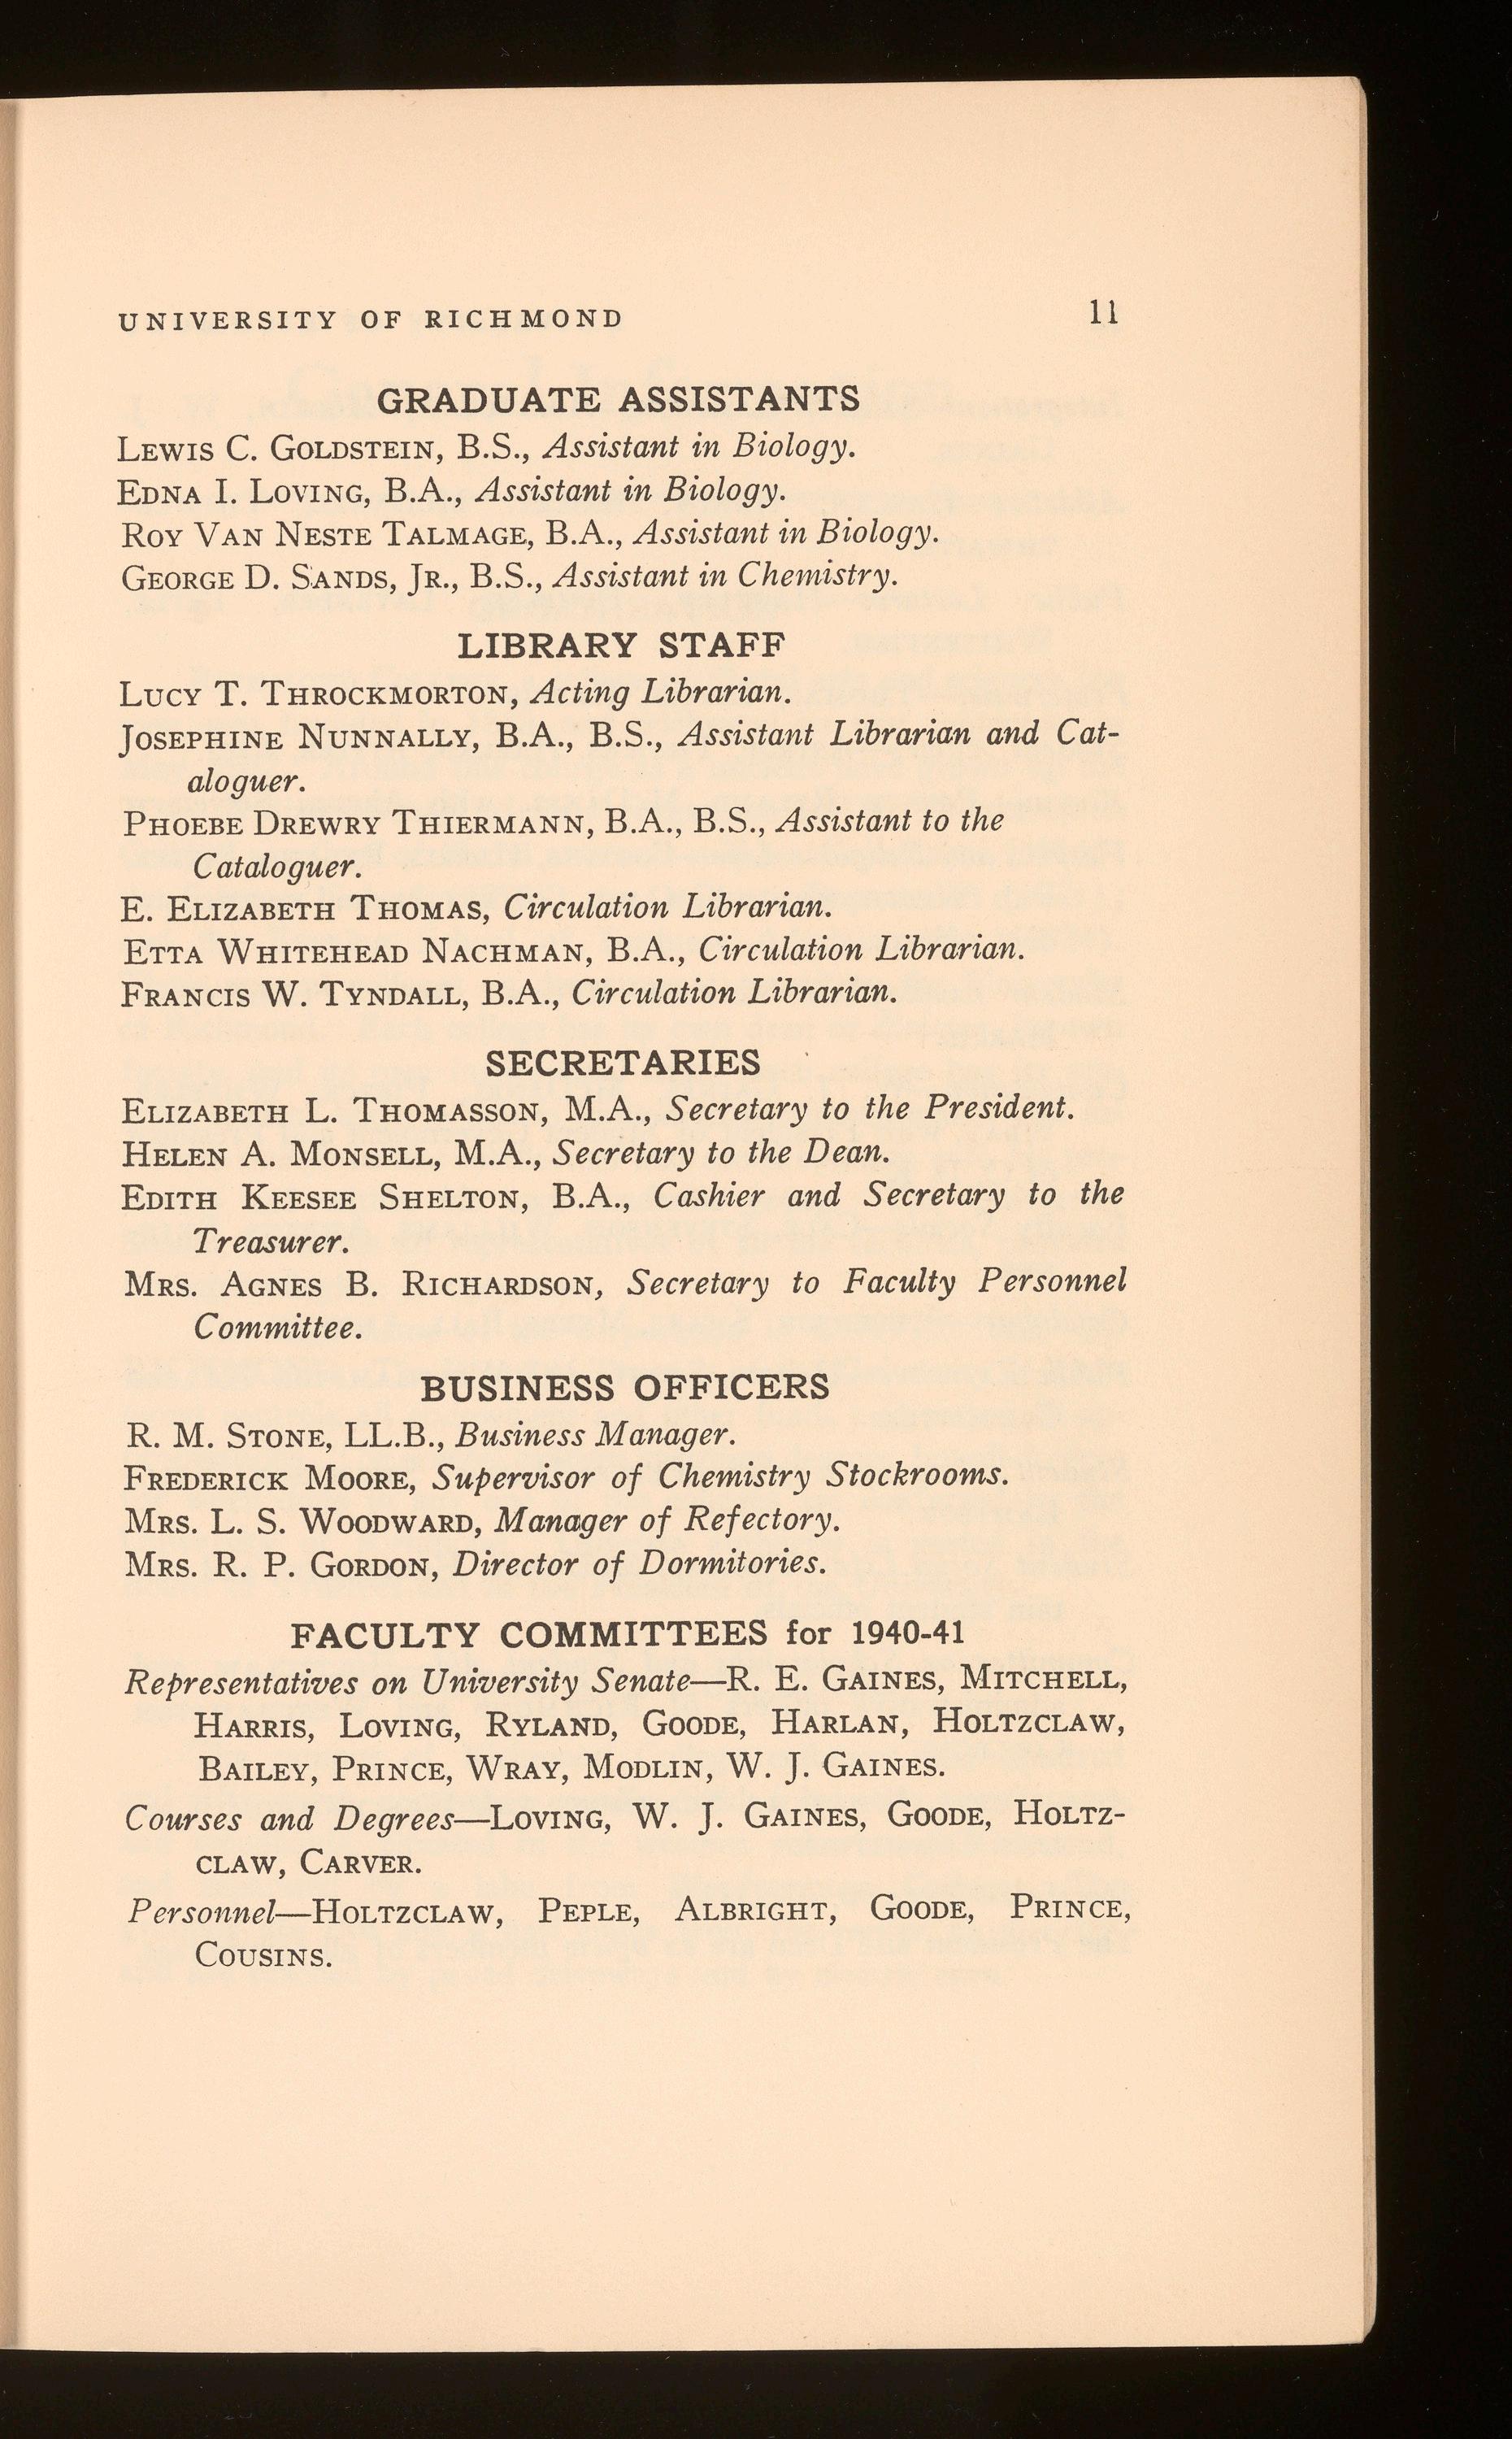 UNIVERSITY OF RICHMOND 11
GRADUATE ASSISTANTS
LEWIS C. GOLDSTEIN, B.S., Assistant in Biology.
EDNA I. LOVING, B.A., Assistant in Biology.
ROY VAN NESTE TALMAGE, B.A., Assistant in Biology.
GEORGE D. SANDS, JR., B.S., Assistant in Chemistry.
LIBRARY STAFF
LUCY T. THROCKMORTON, Acting Librarian.
JOSEPHINE NUNNALLY, B.A., B.S., Assistant Librarian and Cat-
aloguer.
PHOEBE DREWRY THIERMANN, B.A., B.S., Assistant to the
Cataloguer.
E. ELIZABETH THOMAS, Circulation Librarian.
ETTA WHITEHEAD NACHMAN, B.A., Circulation Librarian.
FRANCIS W. TYNDALL, B.A., Circulation Librarian.
SECRETARIES
ELIZABETH L. THOMASSON, M.A., Secretary to the President.
HELEN A. MONSELL, M.A., Secretary to the Dean.
EDITH KEESEE SHELTON, B.A., Cashier and Secretary to the
Treasurer.
MRS. AGNES B. RICHARDSON, Secretary to Faculty Personnel
Committee.
BUSINESS OFFICERS
R. M. STONE, LL.B., Business Manager.
FREDERICK MOORE, Supervisor of Chemistry Stockrooms.
MRS. L. S. WOODWARD, Manager of Refectory.
MRS. R. P. GORDON, Director of Dormitories.
FACULTY COMMITTEES for 1940-41
Representatives on University Senate—R. E. GAINES, MITCHELL,
HARRIS, LOVING, RYLAND, GOODE, HARLAN, HOLTZCLAW,
BAILEY, PRINCE, WRAY, MODLIN, W. J. GAINES.
Courses and Degrees—LOVING, W. J. GAINES, GOODE, HOLTZ-
CLAW, CARVER.
Personnel—HOLTZCLAW, PEPLE, ALBRIGHT, GOODE, PRINCE,
COUSINS.